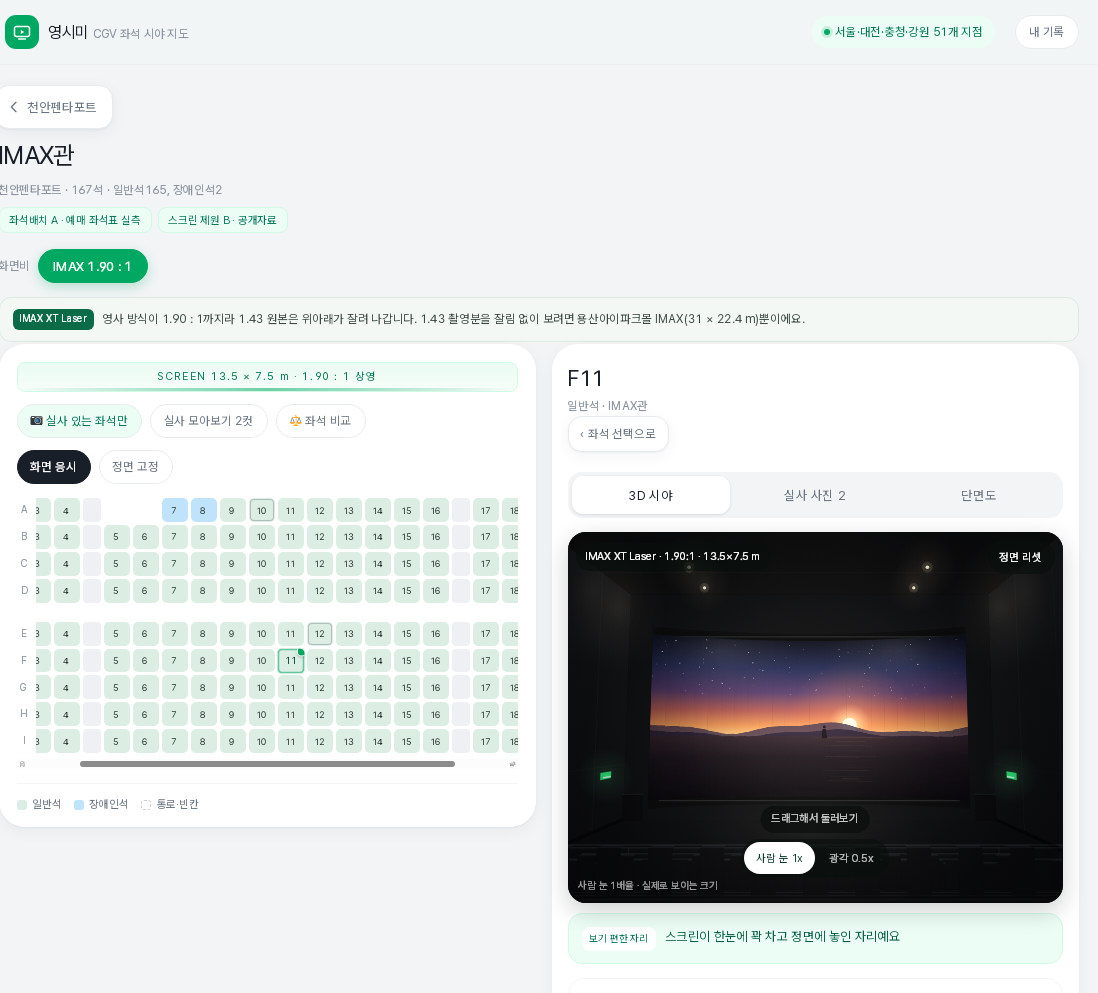 영시미 CGV 좌석 시야 지도
서울·대전·충청·강원 51개 지점
내 기록
천안펜타포트
IMAX관
천안펜타포트 · 167석 · 일반석 165, 장애인석 2
좌석배치 A · 예매 좌석표 실측
스크린 제원 B · 공개자료
화면비
IMAX 1.90 : 1
IMAX XT Laser 영사 방식이 1.90 : 1까지라 1.43 원본은 위아래가 잘려 나갑니다. 1.43 촬영분을 잘림 없이 보려면 용산아이파크몰 IMAX(31 × 22.4 m)뿐이에요.
SCREEN 13.5 × 7.5 m · 1.90 : 1 상영
실사 있는 좌석만
실사 모아보기 2컷
좌석 비교
화면 응시
정면 고정
A 3 4 7 8 9 10 11 12 13 14 15 16 17 18
B 3 4 5 6 7 8 9 10 11 12 13 14 15 16 17 18
C 3 4 5 6 7 8 9 10 11 12 13 14 15 16 17 18
D 3 4 5 6 7 8 9 10 11 12 13 14 15 16 17 18
E 3 4 5 6 7 8 9 10 11 12 13 14 15 16 17 18
F 3 4 5 6 7 8 9 10 11 12 13 14 15 16 17 18
G 3 4 5 6 7 8 9 10 11 12 13 14 15 16 17 18
H 3 4 5 6 7 8 9 10 11 12 13 14 15 16 17 18
I 3 4 5 6 7 8 9 10 11 12 13 14 15 16 17 18
일반석
장애인석
통로·빈칸
F11
일반석 · IMAX관
‹ 좌석 선택으로
3D 시야
실사 사진 2
단면도
IMAX XT Laser · 1.90:1 · 13.5×7.5 m
정면 리셋
드래그해서 둘러보기
사람 눈 1x
광각 0.5x
사람 눈 1배율 · 실제로 보이는 크기
보기 편한 자리
스크린이 한눈에 꽉 차고 정면에 놓인 자리예요